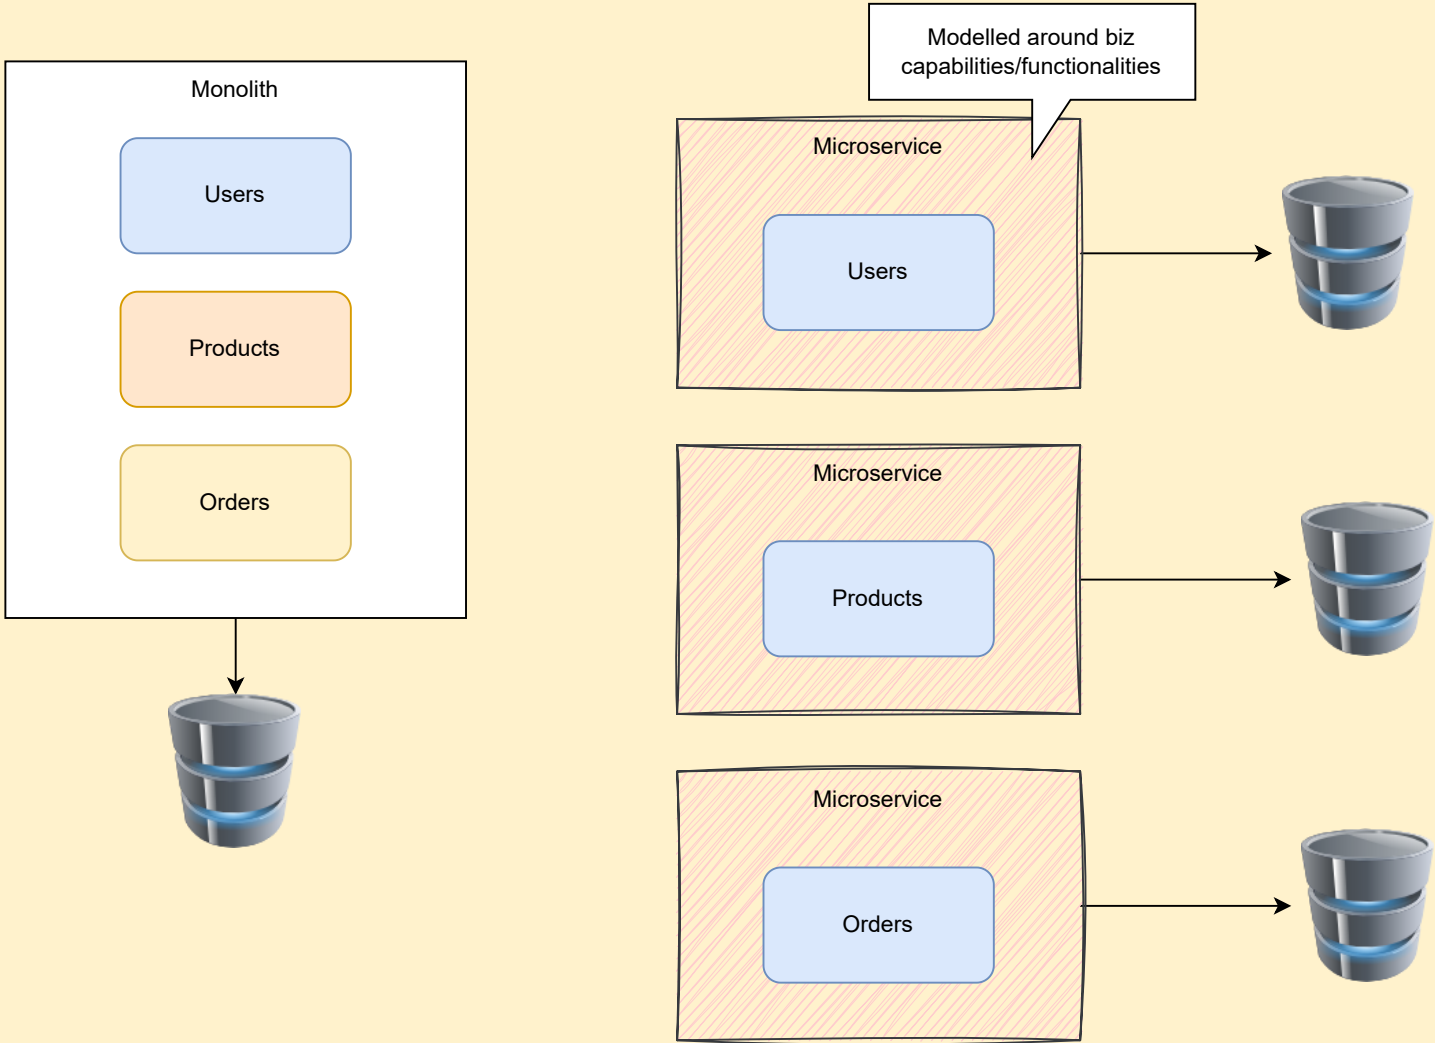 Monolith
Users
Products
Orders
Modelled around biz
capabilities/functionalities
Microservice
Users
Microservice
Products
Microservice
Orders